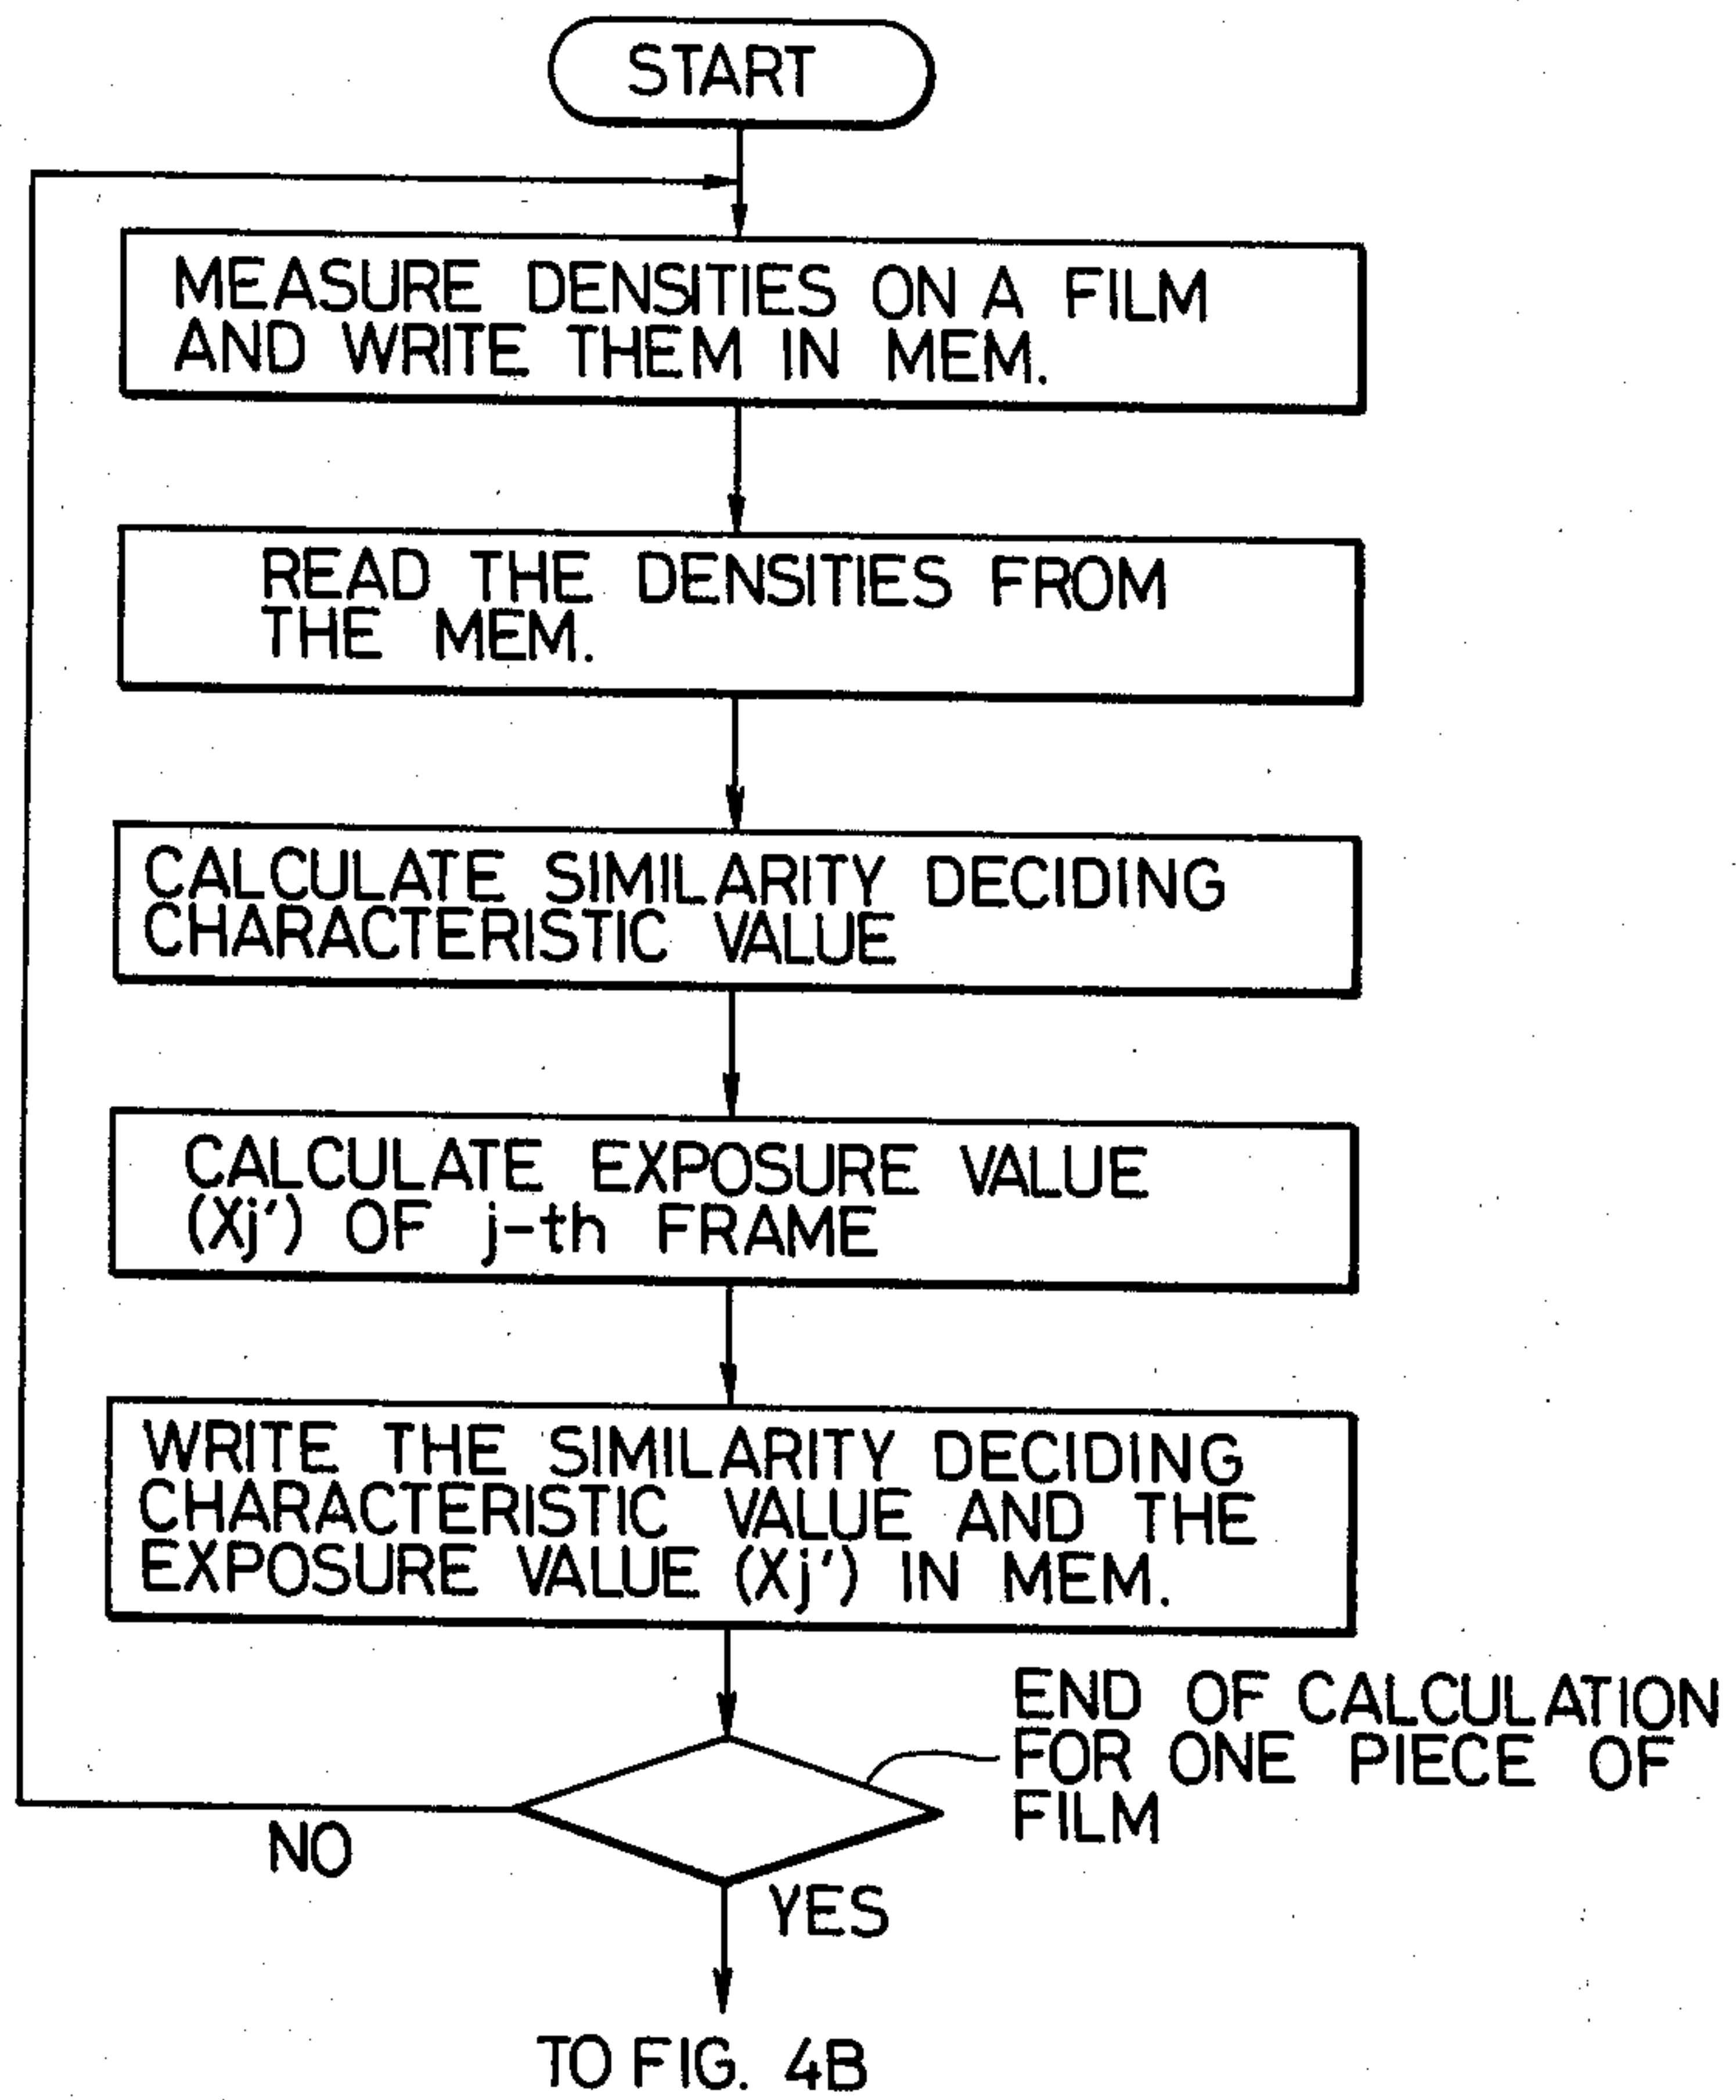 START
MEASURE DENSITIES ON A FILM
AND WRITE THEM IN MEM.
READ THE DENSITIES FROM
THE MEM.
CALCULATE SIMILARITY DECIDING
CHARACTERISTIC VALUE
CALCULATE EXPOSURE VALUE
(Xj′) OF j-th FRAME
WRITE THE SIMILARITY DECIDING
CHARACTERISTIC VALUE AND THE
EXPOSURE VALUE (Xj′) IN MEM.
END OF CALCULATION
FOR ONE PIECE OF
FILM
NO
YES
TO FIG. 4B